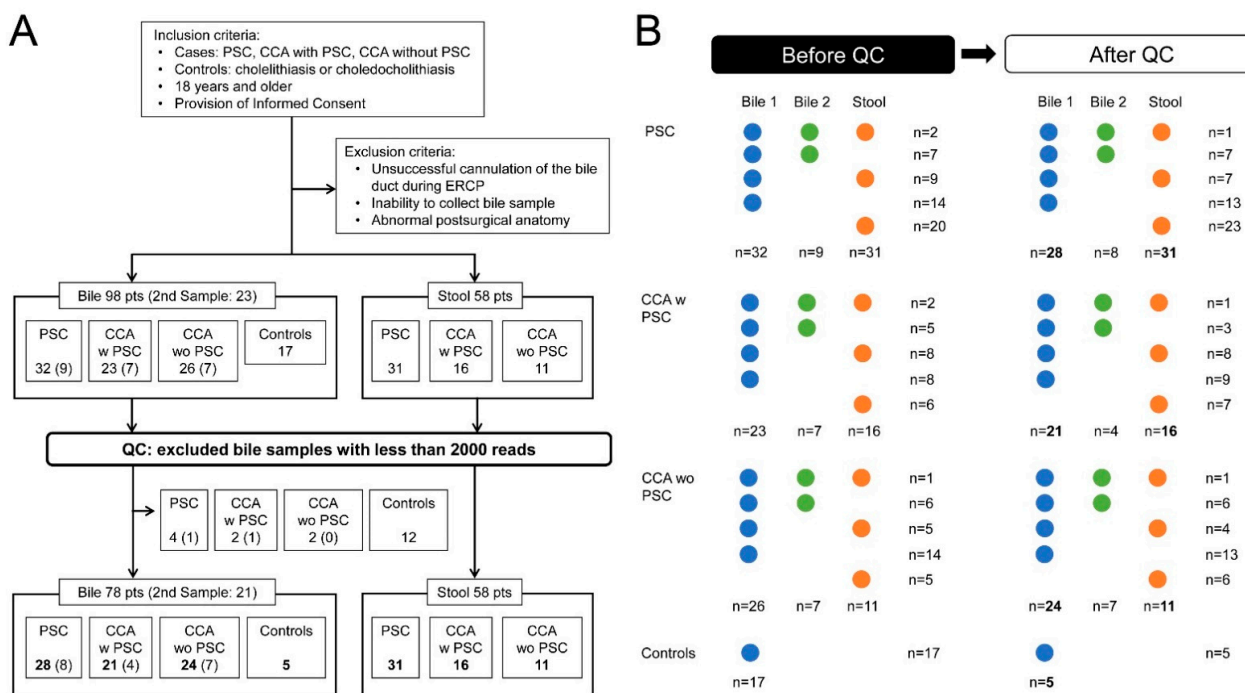 A
Inclusion criteria:
• Cases: PSC, CCA with PSC, CCA without PSC
• Controls: cholelithiasis or choledocholithiasis
• 18 years and older
• Provision of Informed Consent
Exclusion criteria:
• Unsuccessful cannulation of the bile
duct during ERCP
• Inability to collect bile sample
• Abnormal postsurgical anatomy
Bile 98 pts (2nd Sample: 23)
PSC
32 (9)
CCA
w PSC
23 (7)
CCA
wo PSC
26 (7)
Controls
17
Stool 58 pts
PSC
31
CCA
w PSC
16
CCA
wo PSC
11
QC: excluded bile samples with less than 2000 reads
PSC
4 (1)
CCA
w PSC
2 (1)
CCA
wo PSC
2 (0)
Controls
12
Bile 78 pts (2nd Sample: 21)
PSC
28 (8)
CCA
w PSC
21 (4)
CCA
wo PSC
24 (7)
Controls
5
Stool 58 pts
PSC
31
CCA
w PSC
16
CCA
wo PSC
11
B
Before QC
After QC
Bile 1 Bile 2 Stool
Bile 1 Bile 2 Stool
PSC
n=2 n=1
n=7 n=7
n=9 n=7
n=14 n=13
n=20 n=23
n=32 n=9 n=31 n=28 n=8 n=31
CCA w
PSC
n=2 n=1
n=5 n=3
n=8 n=8
n=8 n=9
n=6 n=7
n=23 n=7 n=16 n=21 n=4 n=16
CCA wo
PSC
n=1 n=1
n=6 n=6
n=5 n=4
n=14 n=13
n=5 n=6
n=26 n=7 n=11 n=24 n=7 n=11
Controls
n=17 n=5
n=17 n=5